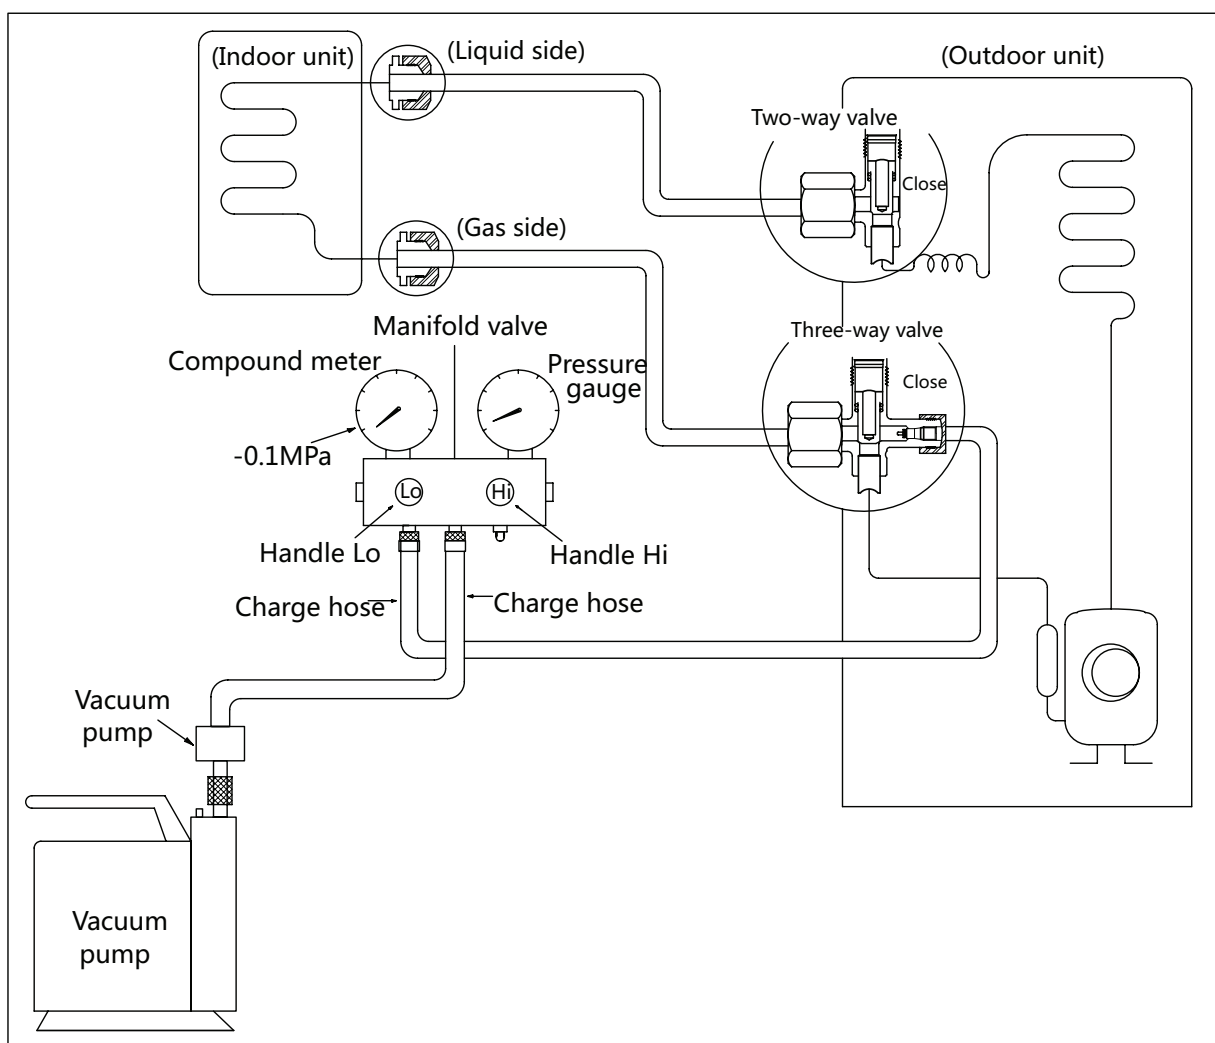 (Indoor unit)
(Liquid side)
(Outdoor unit)
Two-way valve
Close
(Gas side)
Manifold valve
Three-way valve
Compound meter
Pressure
gauge
Close
-0.1MPa
Lo
Hi
Handle Lo
Handle Hi
Charge hose
Charge hose
Vacuum
pump
Vacuum
pump